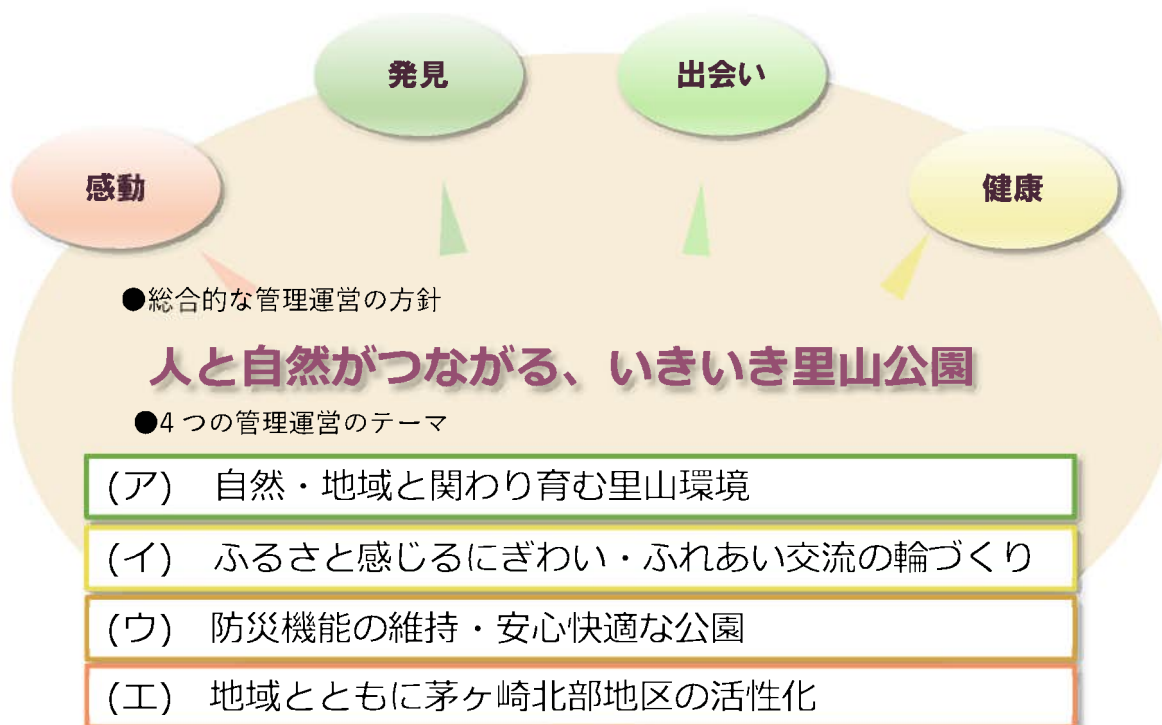 発見
出会い
感動
健康
●総合的な管理運営の方針
人と自然がつながる、いきいき里山公園
●4つの管理運営のテーマ
(ア) 自然・地域と関わり育む里山環境
(イ) ふるさと感じるにぎわい・ふれあい交流の輪づくり
(ウ) 防災機能の維持・安心快適な公園
(エ) 地域とともに茅ヶ崎北部地区の活性化